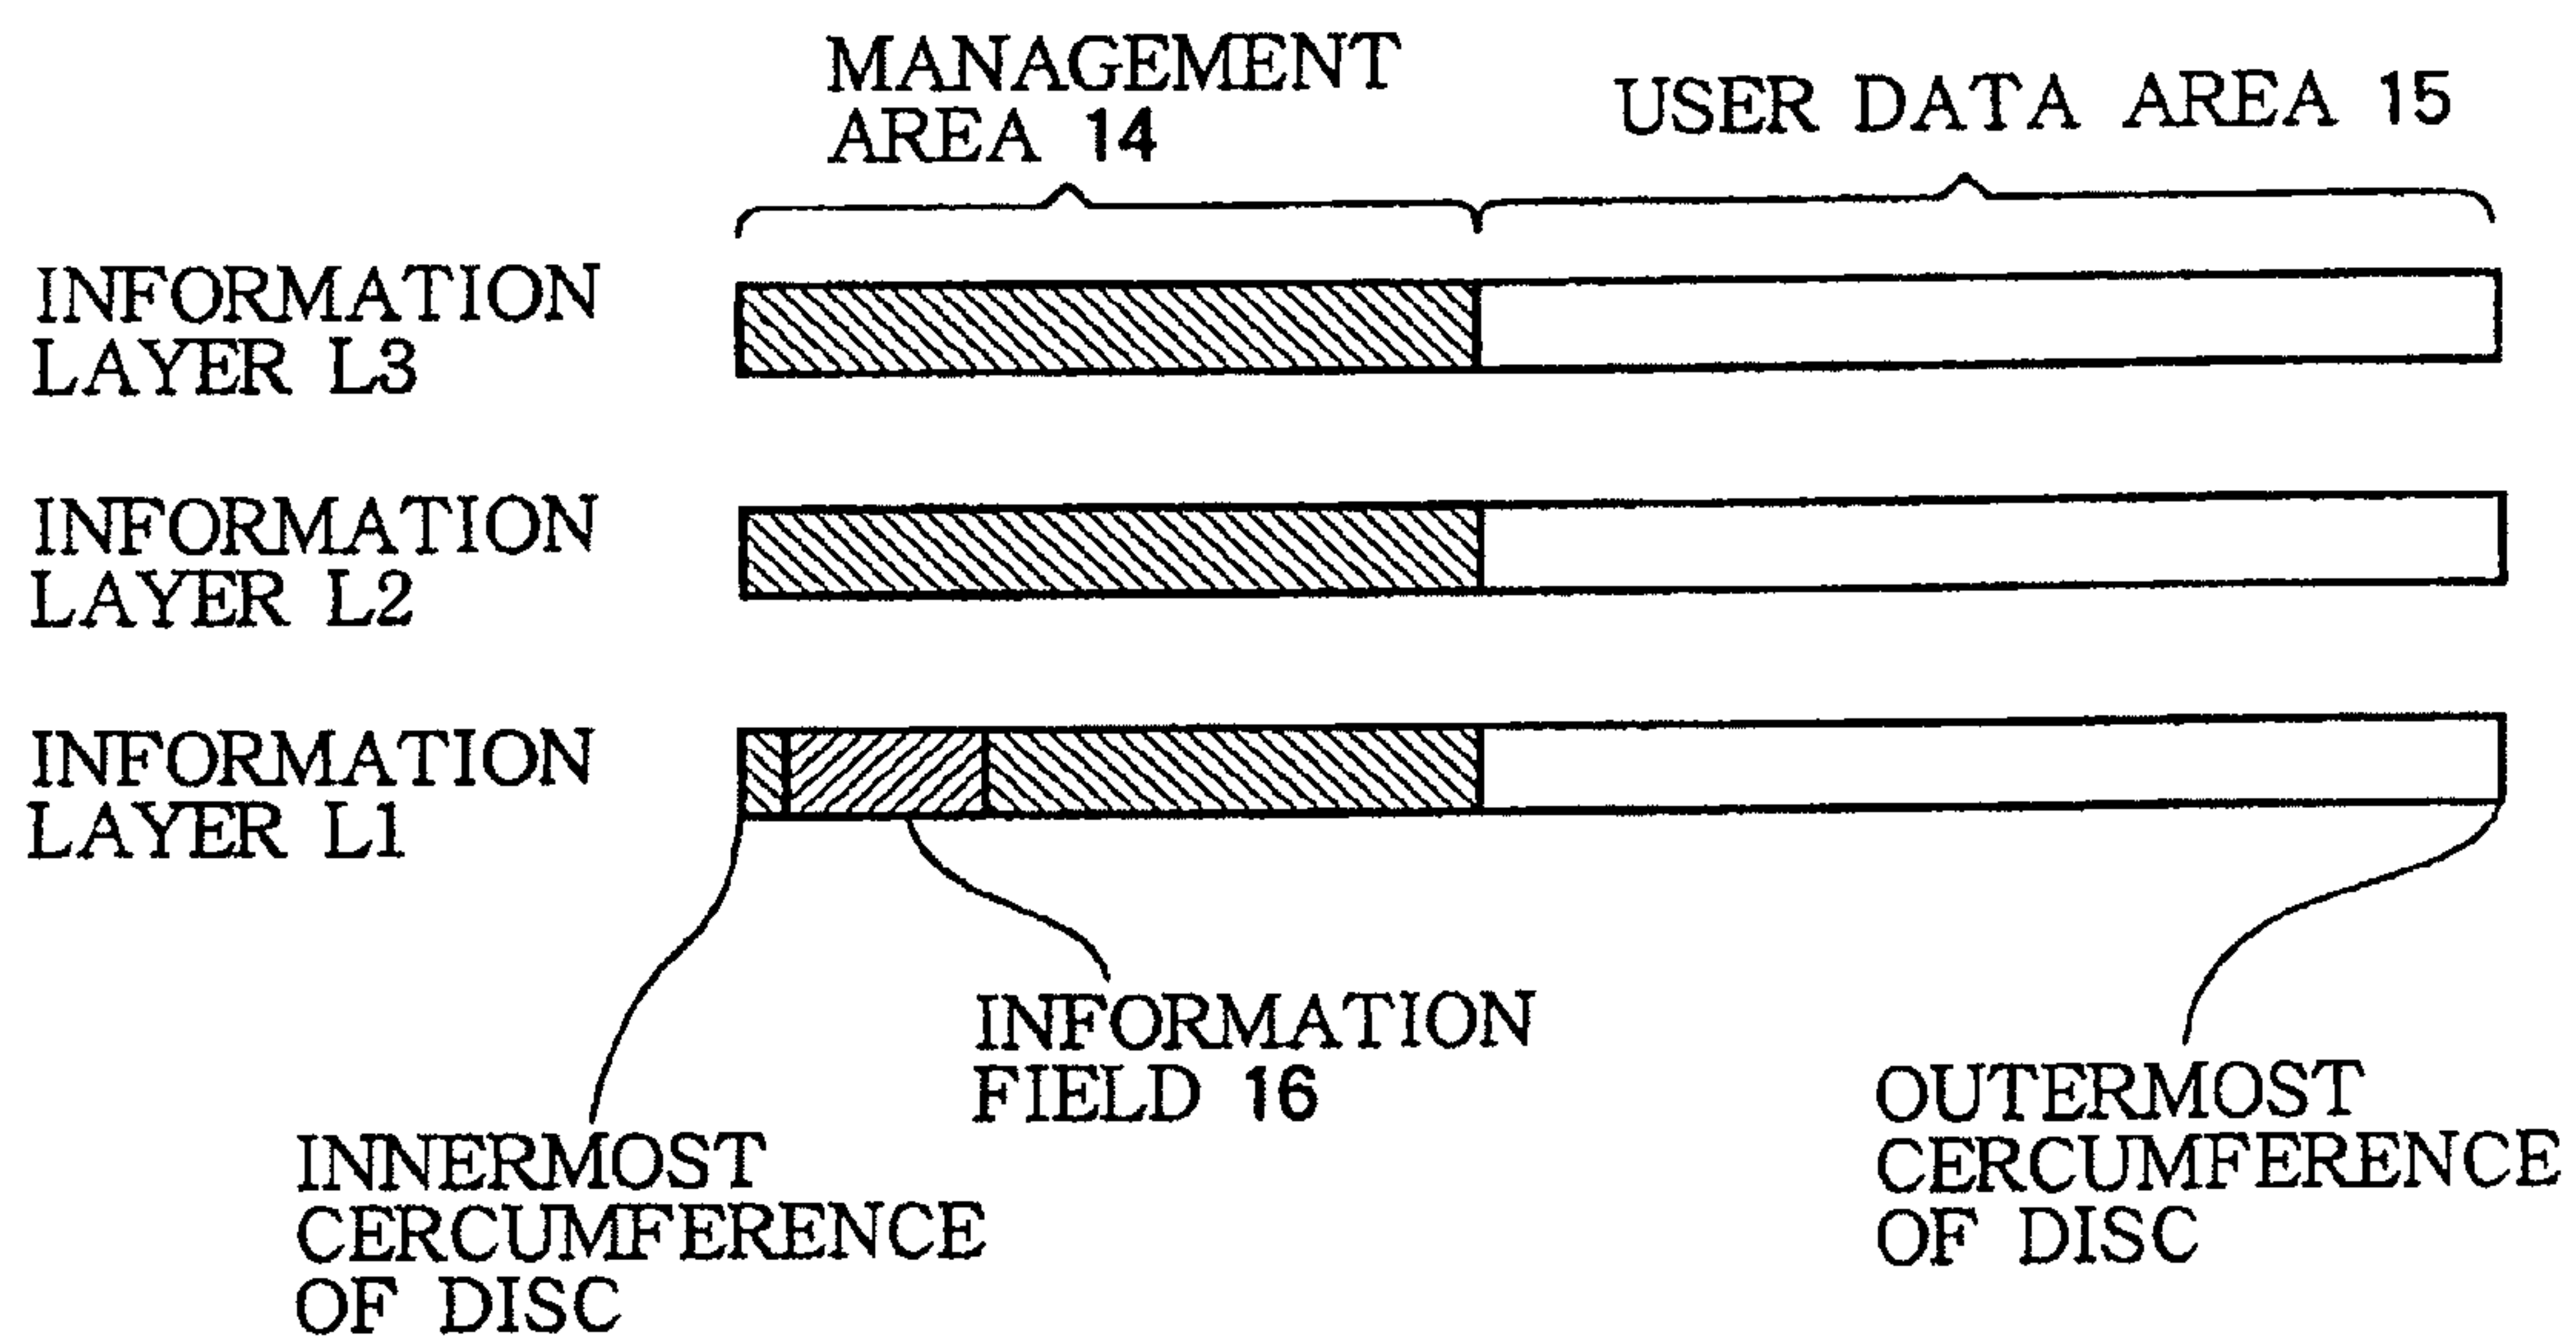 MANAGEMENT
AREA 14
USER DATA AREA 15
INFORMATION
LAYER L3
INFORMATION
LAYER L2
INFORMATION
LAYER L1
INFORMATION
FIELD 16
INNERMOST
CERCUMFERENCE
OF DISC
OUTERMOST
CERCUMFERENCE
OF DISC